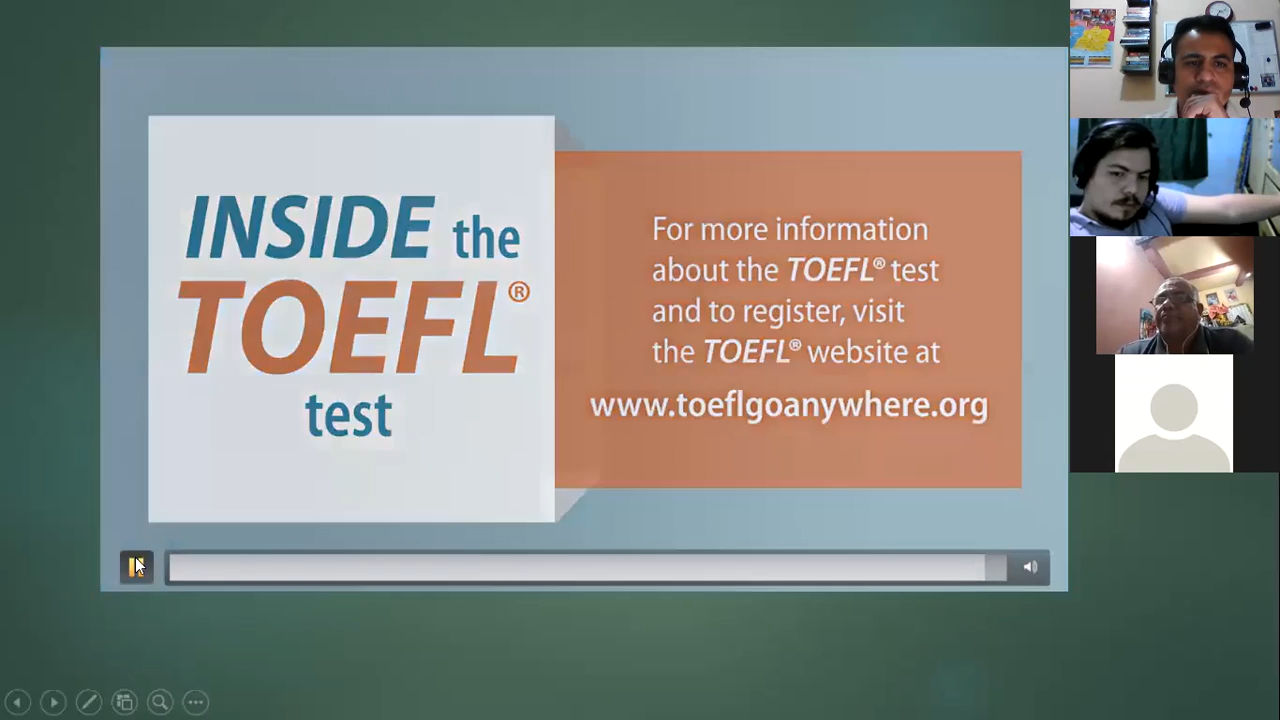 INSIDE the
TOEFL®
test
For more information
about the TOEFL® test
and to register, visit
the TOEFL® website at
www.toeflgoanywhere.org